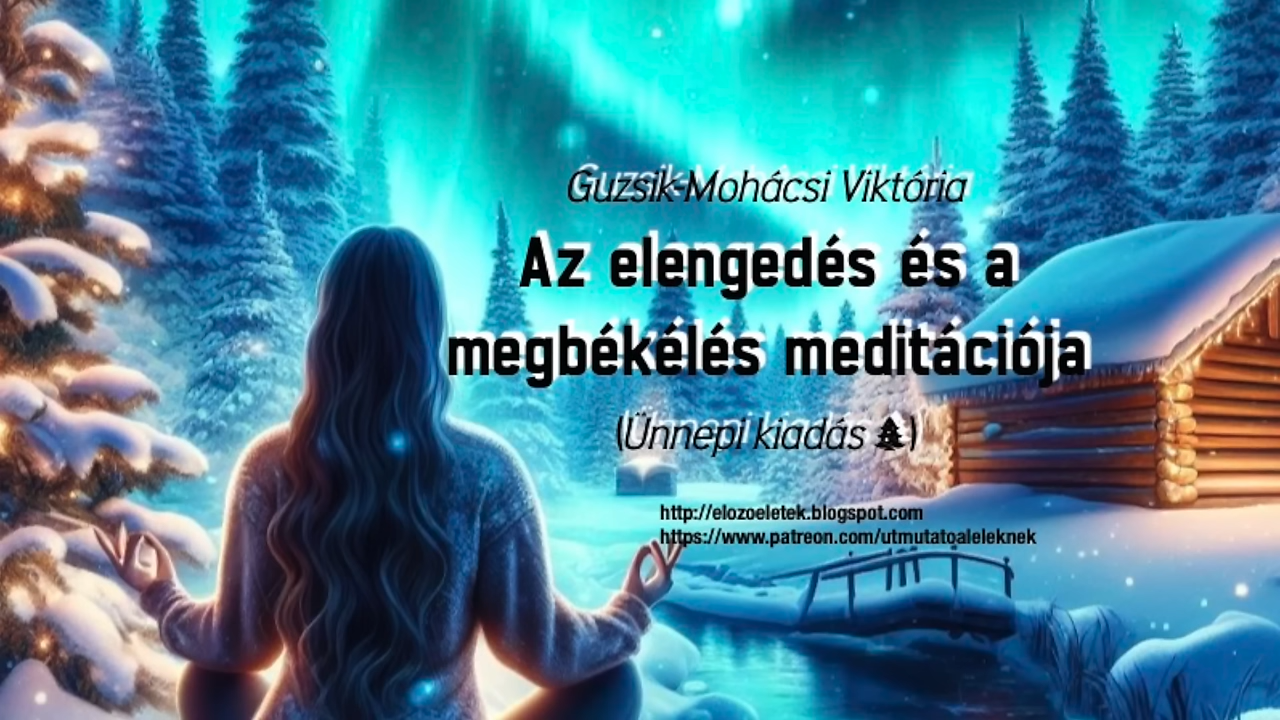 Guzsik-Mohácsi Viktória
Az elengedés és a
megbékélés meditációja
(Ünnepi kiadás🌲)
http://elozoeletek.blogspot.com
https://www.patreon.com/utmutatoaleleknek